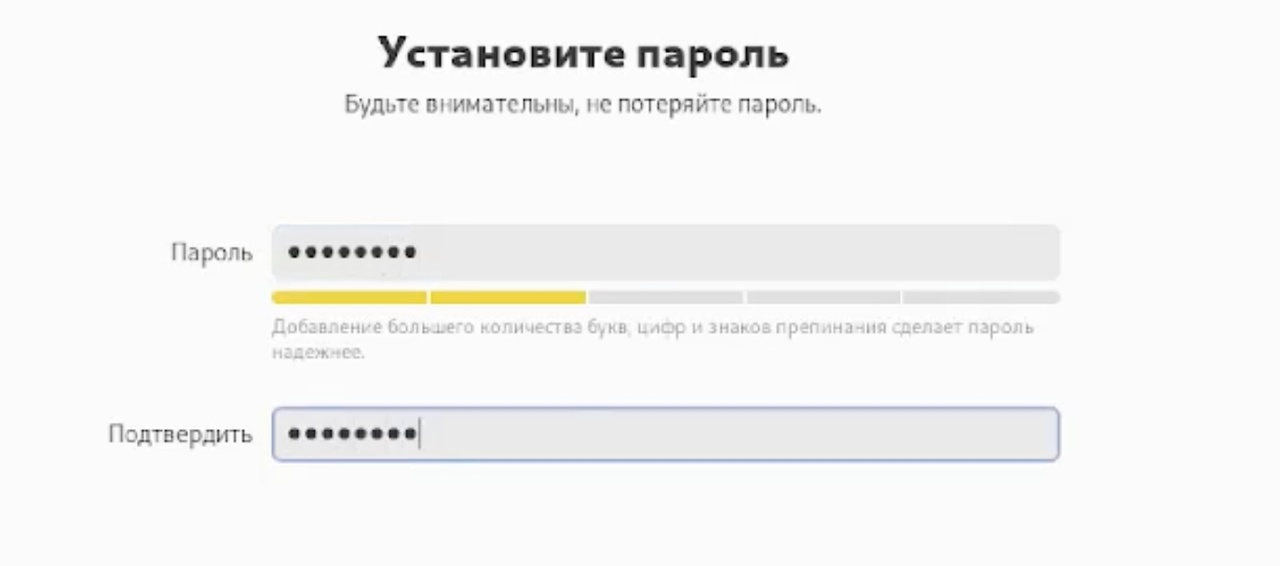 Установите пароль
Будьте внимательны, не потеряйте пароль.
Пароль ••••••••
Добавление большего количества букв, цифр и знаков препинания сделает пароль
надежнее.
Подтвердить ••••••••